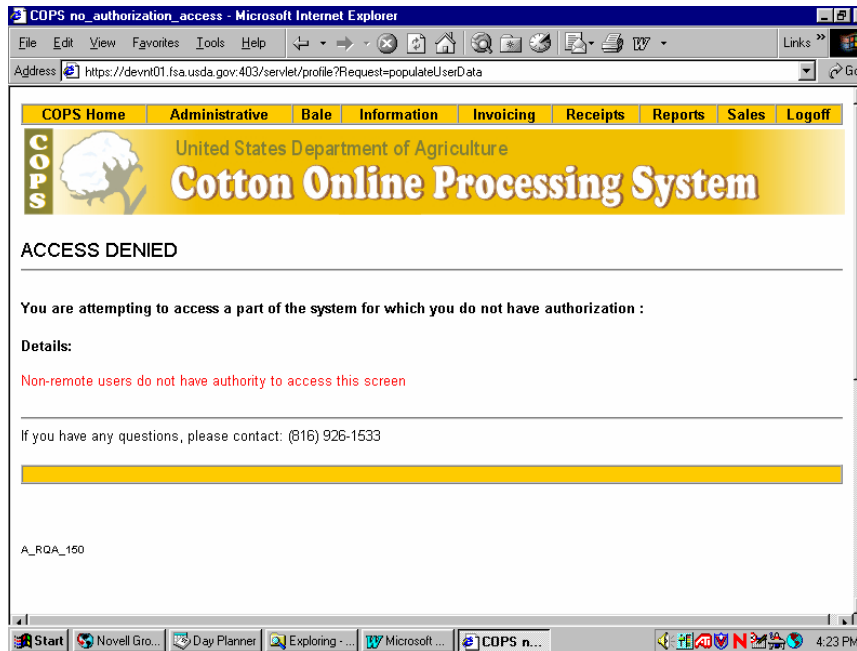 COPS no_authorization_access - Microsoft Internet Explorer
File Edit View Favorites Tools Help Links »
Address https://devnt01.fsa.usda.gov:403/servlet/profile?Request=populateUserData
COPS Home Administrative Bale Information Invoicing Receipts Reports Sales Logoff
COPS
United States Department of Agriculture
Cotton Online Processing System
ACCESS DENIED
You are attempting to access a part of the system for which you do not have authorization :
Details:
Non-remote users do not have authority to access this screen
If you have any questions, please contact: (816) 926-1533
A_RQA_150
Start Novell Gro... Day Planner Exploring - ... Microsoft ... COPS n... 4:23 PM